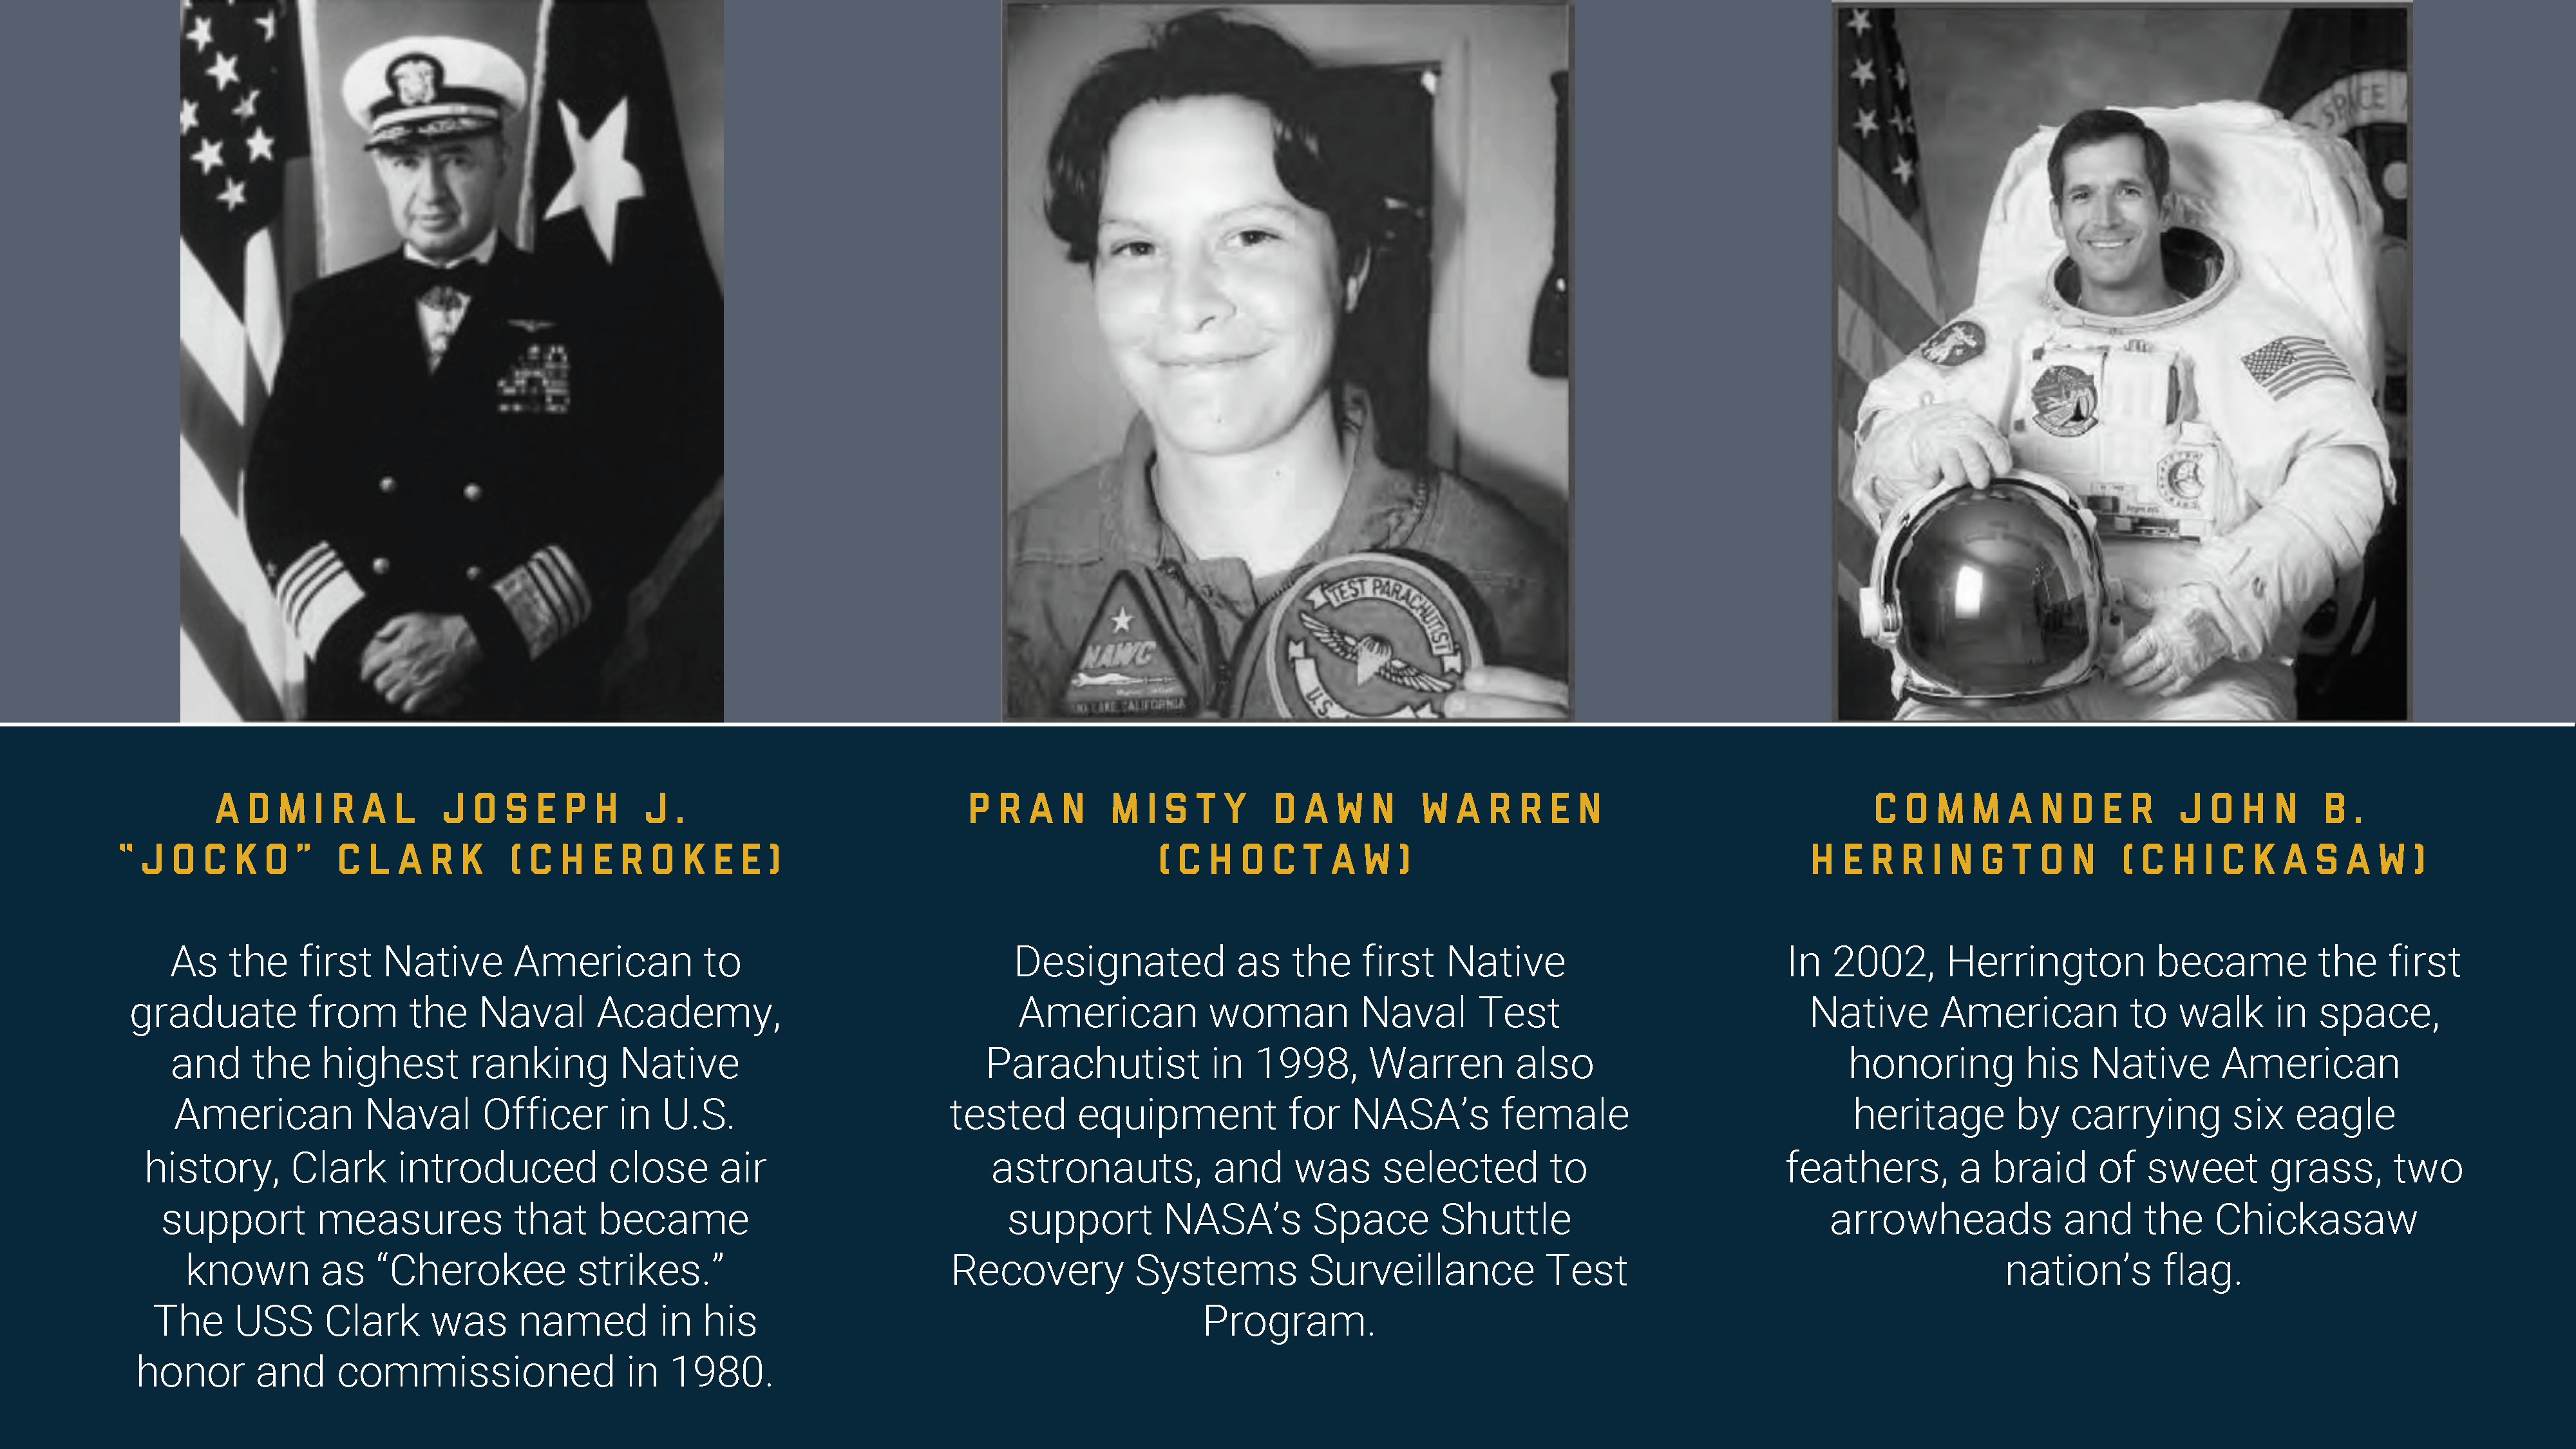 SPACE
TEST PARACHUTIST
U.S.
NAWC
LAKE CALIFORNIA
ADMIRAL JOSEPH J.
“JOCKO” CLARK (CHEROKEE)
As the first Native American to
graduate from the Naval Academy,
and the highest ranking Native
American Naval Officer in U.S.
history, Clark introduced close air
support measures that became
known as “Cherokee strikes.”
The USS Clark was named in his
honor and commissioned in 1980.
PRAN MISTY DAWN WARREN
(CHOCTAW)
Designated as the first Native
American woman Naval Test
Parachutist in 1998, Warren also
tested equipment for NASA’s female
astronauts, and was selected to
support NASA’s Space Shuttle
Recovery Systems Surveillance Test
Program.
COMMANDER JOHN B.
HERRINGTON (CHICKASAW)
In 2002, Herrington became the first
Native American to walk in space,
honoring his Native American
heritage by carrying six eagle
feathers, a braid of sweet grass, two
arrowheads and the Chickasaw
nation’s flag.